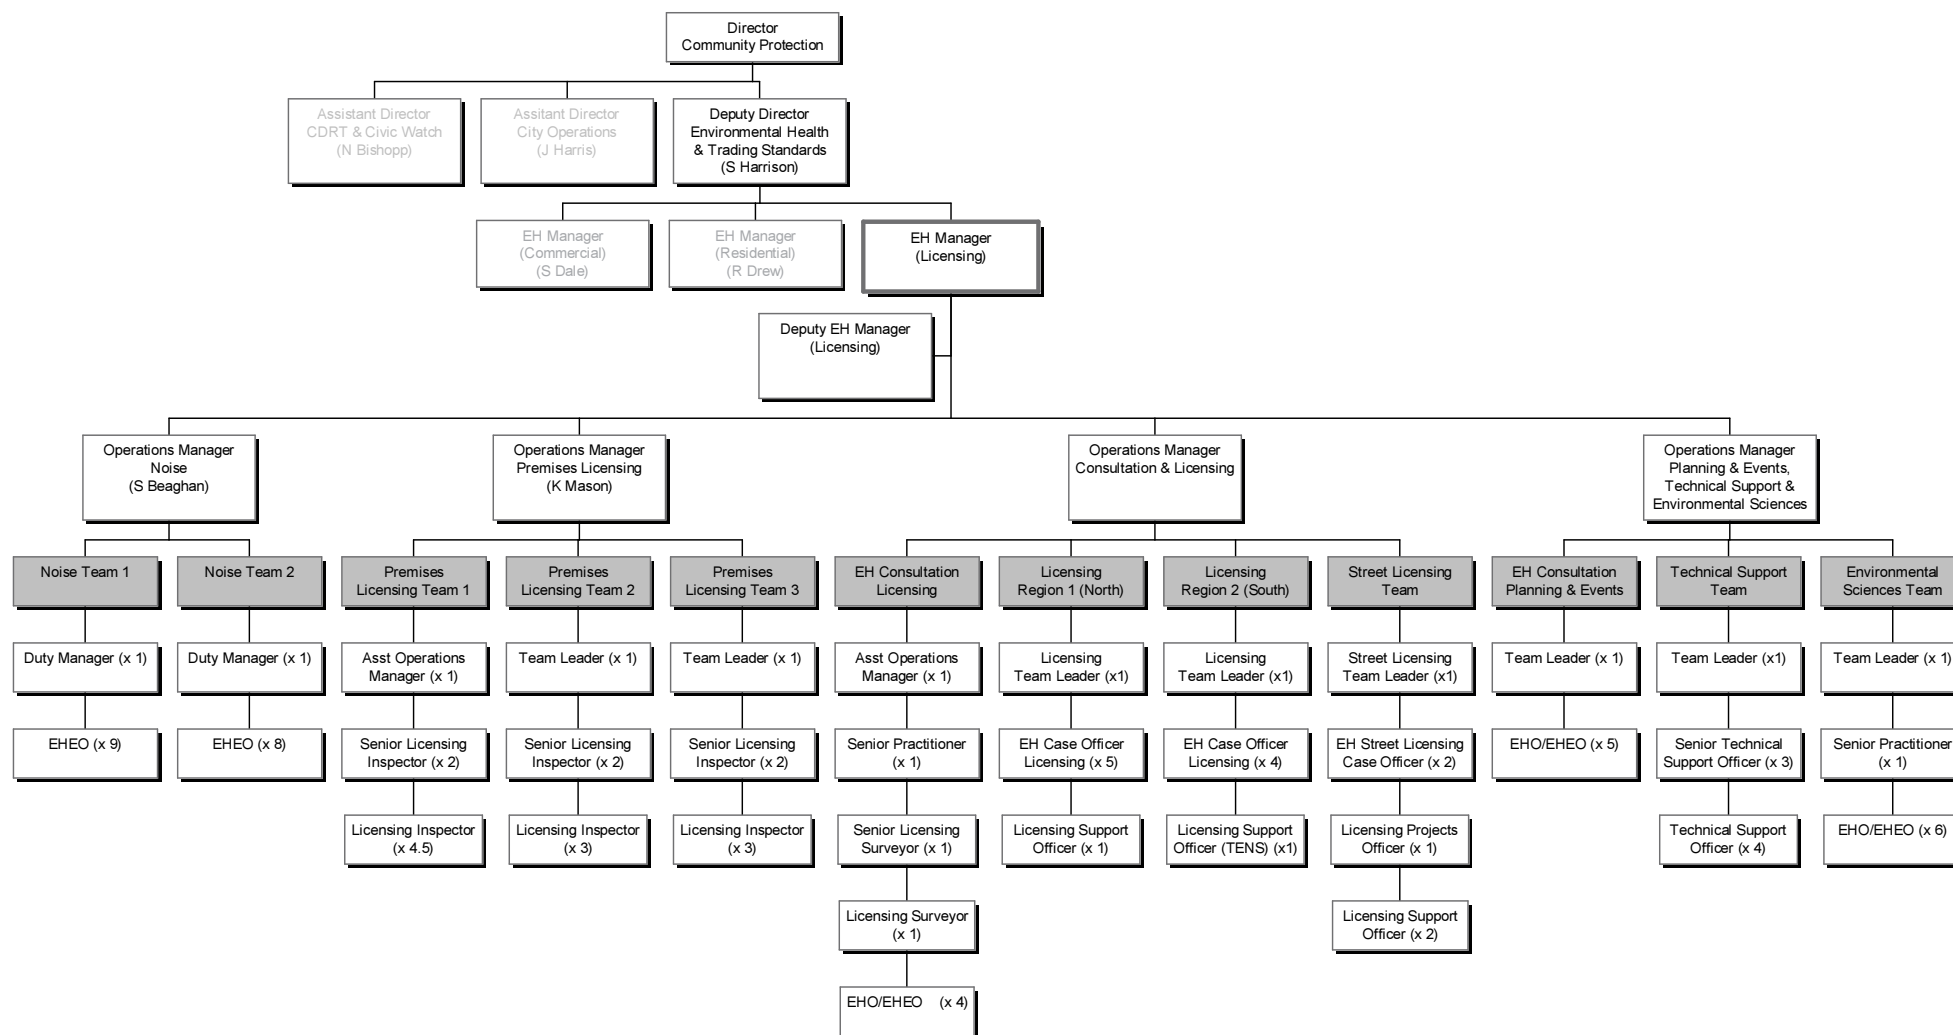 Director
Community Protection
Assistant Director
CDRT & Civic Watch
(N Bishopp)
Assitant Director
City Operations
(J Harris)
Deputy Director
Environmental Health
& Trading Standards
(S Harrison)
EH Manager
(Commercial)
(S Dale)
EH Manager
(Residential)
(R Drew)
EH Manager
(Licensing)
Deputy EH Manager
(Licensing)
Operations Manager
Noise
(S Beaghan)
Operations Manager
Premises Licensing
(K Mason)
Operations Manager
Consultation & Licensing
Operations Manager
Planning & Events,
Technical Support &
Environmental Sciences
Noise Team 1
Noise Team 2
Premises
Licensing Team 1
Premises
Licensing Team 2
Premises
Licensing Team 3
EH Consultation
Licensing
Licensing
Region 1 (North)
Licensing
Region 2 (South)
Street Licensing
Team
EH Consultation
Planning & Events
Technical Support
Team
Environmental
Sciences Team
Duty Manager (x 1)
Duty Manager (x 1)
Asst Operations
Manager (x 1)
Team Leader (x 1)
Team Leader (x 1)
Asst Operations
Manager (x 1)
Licensing
Team Leader (x1)
Licensing
Team Leader (x1)
Street Licensing
Team Leader (x1)
Team Leader (x 1)
Team Leader (x1)
Team Leader (x 1)
EHEO (x 9)
EHEO (x 8)
Senior Licensing
Inspector (x 2)
Senior Licensing
Inspector (x 2)
Senior Licensing
Inspector (x 2)
Senior Practitioner
(x 1)
EH Case Officer
Licensing (x 5)
EH Case Officer
Licensing (x 4)
EH Street Licensing
Case Officer (x 2)
EHO/EHEO (x 5)
Senior Technical
Support Officer (x 3)
Senior Practitioner
(x 1)
Licensing Inspector
(x 4.5)
Licensing Inspector
(x 3)
Licensing Inspector
(x 3)
Senior Licensing
Surveyor (x 1)
Licensing Support
Officer (x 1)
Licensing Support
Officer (TENS) (x1)
Licensing Projects
Officer (x 1)
Technical Support
Officer (x 4)
EHO/EHEO (x 6)
Licensing Surveyor
(x 1)
Licensing Support
Officer (x 2)
EHO/EHEO (x 4)